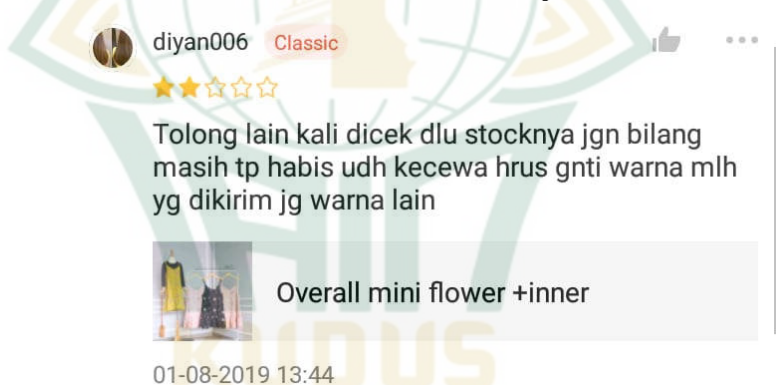 diyan006 Classic
Tolong lain kali dicek dlu stocknya jgn bilang
masih tp habis udh kecewa hrus gnti warna mlh
yg dikirim jg warna lain
Overall mini flower +inner
KUDUS
01-08-2019 13:44